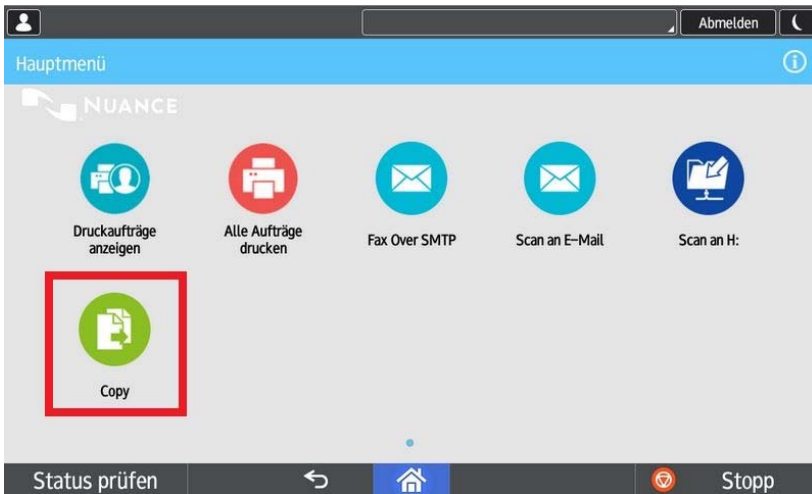 Abmelden
Hauptmenü
NUANCE
Druckaufträge
anzeigen
Alle Aufträge
drucken
Fax Over SMTP
Scan an E-Mail
Scan an H:
Copy
Status prüfen
Stopp